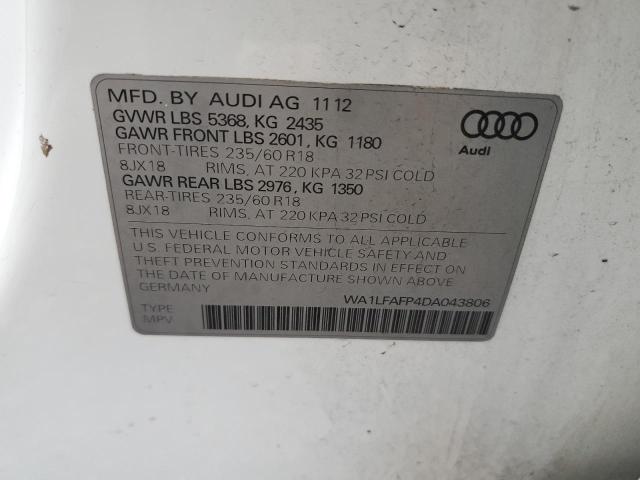 MFD. BY AUDI AG 11 12
GVWR LBS 5368, KG 2435
GAWR FRONT LBS 2601, KG 1180
FRONT-TIRES 235/60 R18
8JX18 RIMS, AT 220 KPA 32 PSI COLD
GAWR REAR LBS 2976, KG 1350
REAR-TIRES 235/60 R18
8JX18 RIMS, AT 220 KPA 32 PSI COLD
Audi
THIS VEHICLE CONFORMS TO ALL APPLICABLE
U.S. FEDERAL MOTOR VEHICLE SAFETY AND
THEFT PREVENTION STANDARDS IN EFFECT ON
THE DATE OF MANUFACTURE SHOWN ABOVE
GERMANY
WA1LFAFP4DA043806
TYPE
MPV